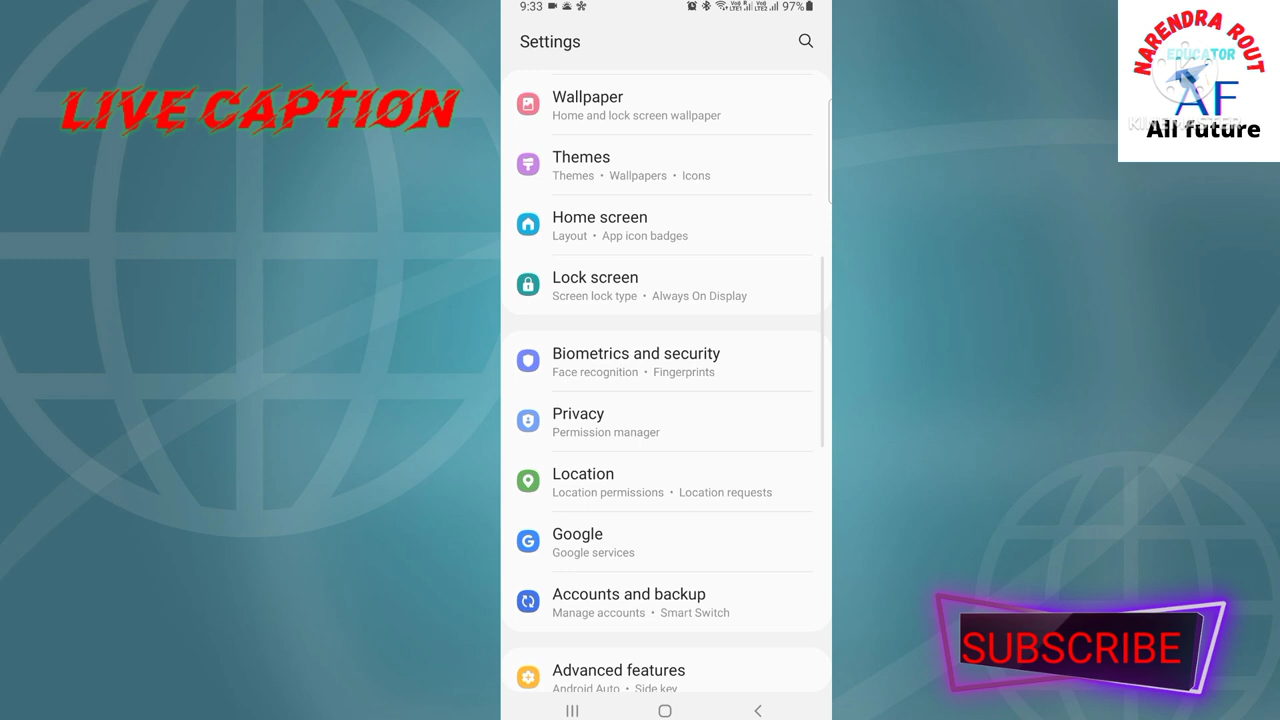 9:33
97%
Settings
LIVE CAPTION
NARENDRA ROUT
EDUCATOR
AF
KINEMASTER
All future
Wallpaper
Home and lock screen wallpaper
Themes
Themes • Wallpapers • Icons
Home screen
Layout • App icon badges
Lock screen
Screen lock type • Always On Display
Biometrics and security
Face recognition • Fingerprints
Privacy
Permission manager
Location
Location permissions • Location requests
Google
Google services
Accounts and backup
Manage accounts • Smart Switch
Advanced features
Android Auto • Side key
SUBSCRIBE